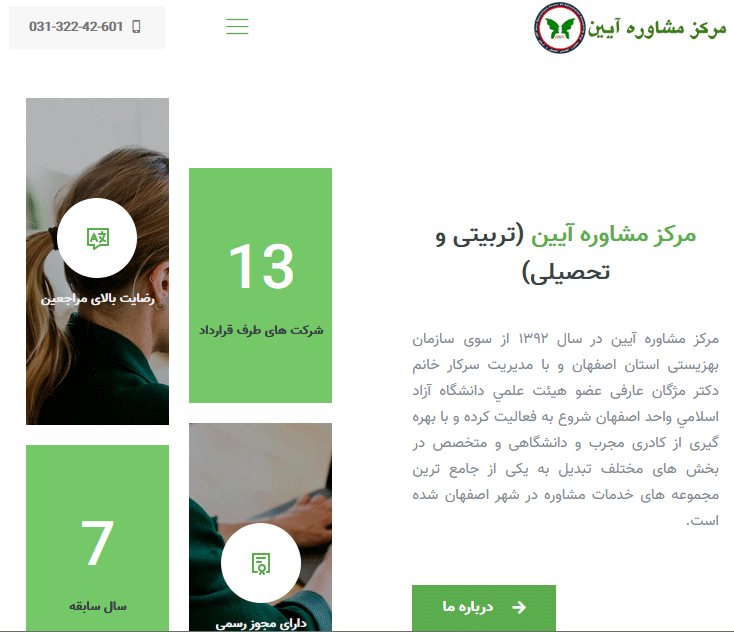 مرکز مشاوره آیین
031-322-42-601
مرکز مشاوره آیین (تربیتی و
تحصیلی)
مرکز مشاوره آیین در سال ۱۳۹۲ از سوی سازمان
بهزیستی استان اصفهان و با مدیریت سرکار خانم
دکتر مژگان عارفی عضو هیئت علمي دانشگاه آزاد
اسلامي واحد اصفهان شروع به فعالیت کرده و با بهره
گیری از کادری مجرب و دانشگاهی و متخصص در
بخش های مختلف تبدیل به یکی از جامع ترین
مجموعه های خدمات مشاوره در شهر اصفهان شده
است.
درباره ما
13
شرکت های طرف قرارداد
دارای مجوز رسمی
رضایت بالای مراجعین
7
سال سابقه